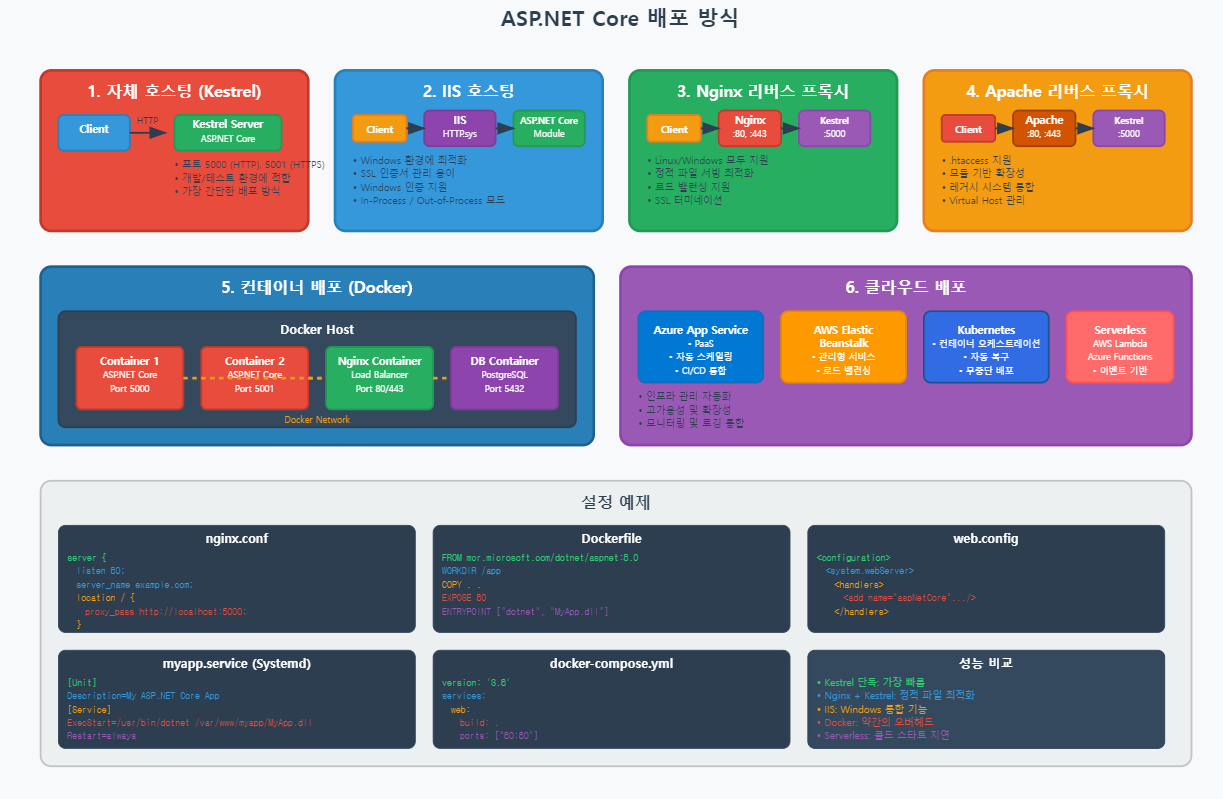 ASP.NET Core 배포 방식
1. 자체 호스팅 (Kestrel)
Client
HTTP
Kestrel Server
ASP.NET Core
• 포트 5000 (HTTP), 5001 (HTTPS)
• 개발/테스트 환경에 적합
• 가장 간단한 배포 방식
2. IIS 호스팅
Client
IIS
HTTP.sys
ASP.NET Core
Module
• Windows 환경에 최적화
• SSL 인증서 관리 용이
• Windows 인증 지원
• In-Process / Out-of-Process 모드
3. Nginx 리버스 프록시
Client
Nginx
:80, :443
Kestrel
:5000
• Linux/Windows 모두 지원
• 정적 파일 서빙 최적화
• 로드 밸런싱 지원
• SSL 터미네이션
4. Apache 리버스 프록시
Client
Apache
:80, :443
Kestrel
:5000
• .htaccess 지원
• 모듈 기반 확장성
• 레거시 시스템 통합
• Virtual Host 관리
5. 컨테이너 배포 (Docker)
Docker Host
Container 1
ASP.NET Core
Port 5000
Container 2
ASP.NET Core
Port 5001
Nginx Container
Load Balancer
Port 80/443
DB Container
PostgreSQL
Port 5432
Docker Network
6. 클라우드 배포
Azure App Service
- PaaS
- 자동 스케일링
- CI/CD 통합
AWS Elastic
Beanstalk
- 관리형 서비스
- 로드 밸런싱
Kubernetes
- 컨테이너 오케스트레이션
- 자동 복구
- 무중단 배포
Serverless
AWS Lambda
Azure Functions
- 이벤트 기반
• 인프라 관리 자동화
• 고가용성 및 확장성
• 모니터링 및 로깅 통합
설정 예제
nginx.conf
server {
listen 80;
server_name example.com;
location / {
proxy_pass http://localhost:5000;
}
Dockerfile
FROM mcr.microsoft.com/dotnet/aspnet:8.0
WORKDIR /app
COPY . .
EXPOSE 80
ENTRYPOINT ["dotnet", "MyApp.dll"]
web.config
<configuration>
<system.webServer>
<handlers>
<add name="aspNetCore".../>
</handlers>
myapp.service (Systemd)
[Unit]
Description=My ASP.NET Core App
[Service]
ExecStart=/usr/bin/dotnet /var/www/myapp/MyApp.dll
Restart=always
docker-compose.yml
version: '3.8'
services:
web:
build: .
ports: ["80:80"]
성능 비교
• Kestrel 단독: 가장 빠름
• Nginx + Kestrel: 정적 파일 최적화
• IIS: Windows 통합 기능
• Docker: 약간의 오버헤드
• Serverless: 콜드 스타트 지연